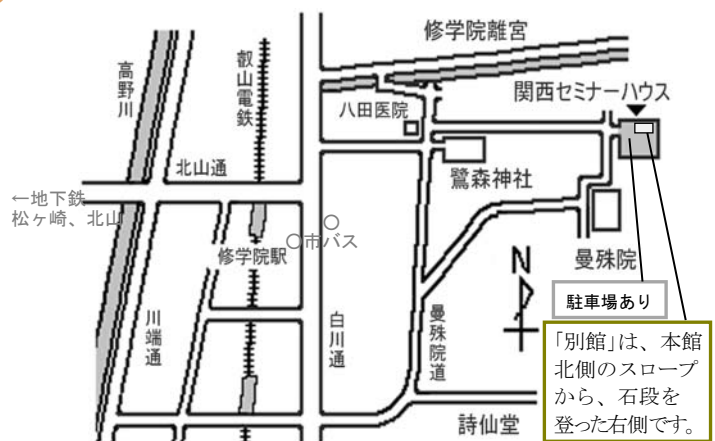 修学院離宮
高野川
叡山電鉄
関西セミナーハウス
八田医院
北山通
鷺森神社
←地下鉄
松ヶ崎、北山
修学院駅
市バス
曼殊院
N
駐車場あり
川端通
白川通
曼殊院道
「別館」は、本館
北側のスロープ
から、石段を
登った右側です。
詩仙堂